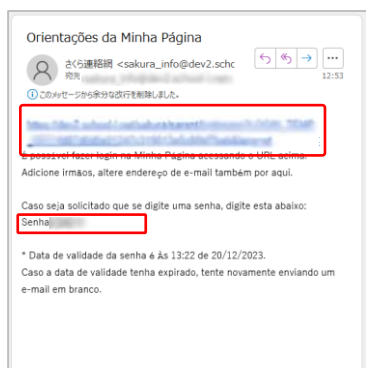 Orientações da Minha Página
さくら連絡網 <sakura_info@dev2.schc
宛先
12:53
このメッセージから余分な改行を削除しました。
É possível fazer login na Minha Página acessando o URL acima.
Adicione irmãos, altere endereço de e-mail também por aqui.
Caso seja solicitado que se digite uma senha, digite esta abaixo:
Senha
* Data de validade da senha é às 13:22 de 20/12/2023.
Caso a data de validade tenha expirado, tente novamente enviando um
e-mail em branco.